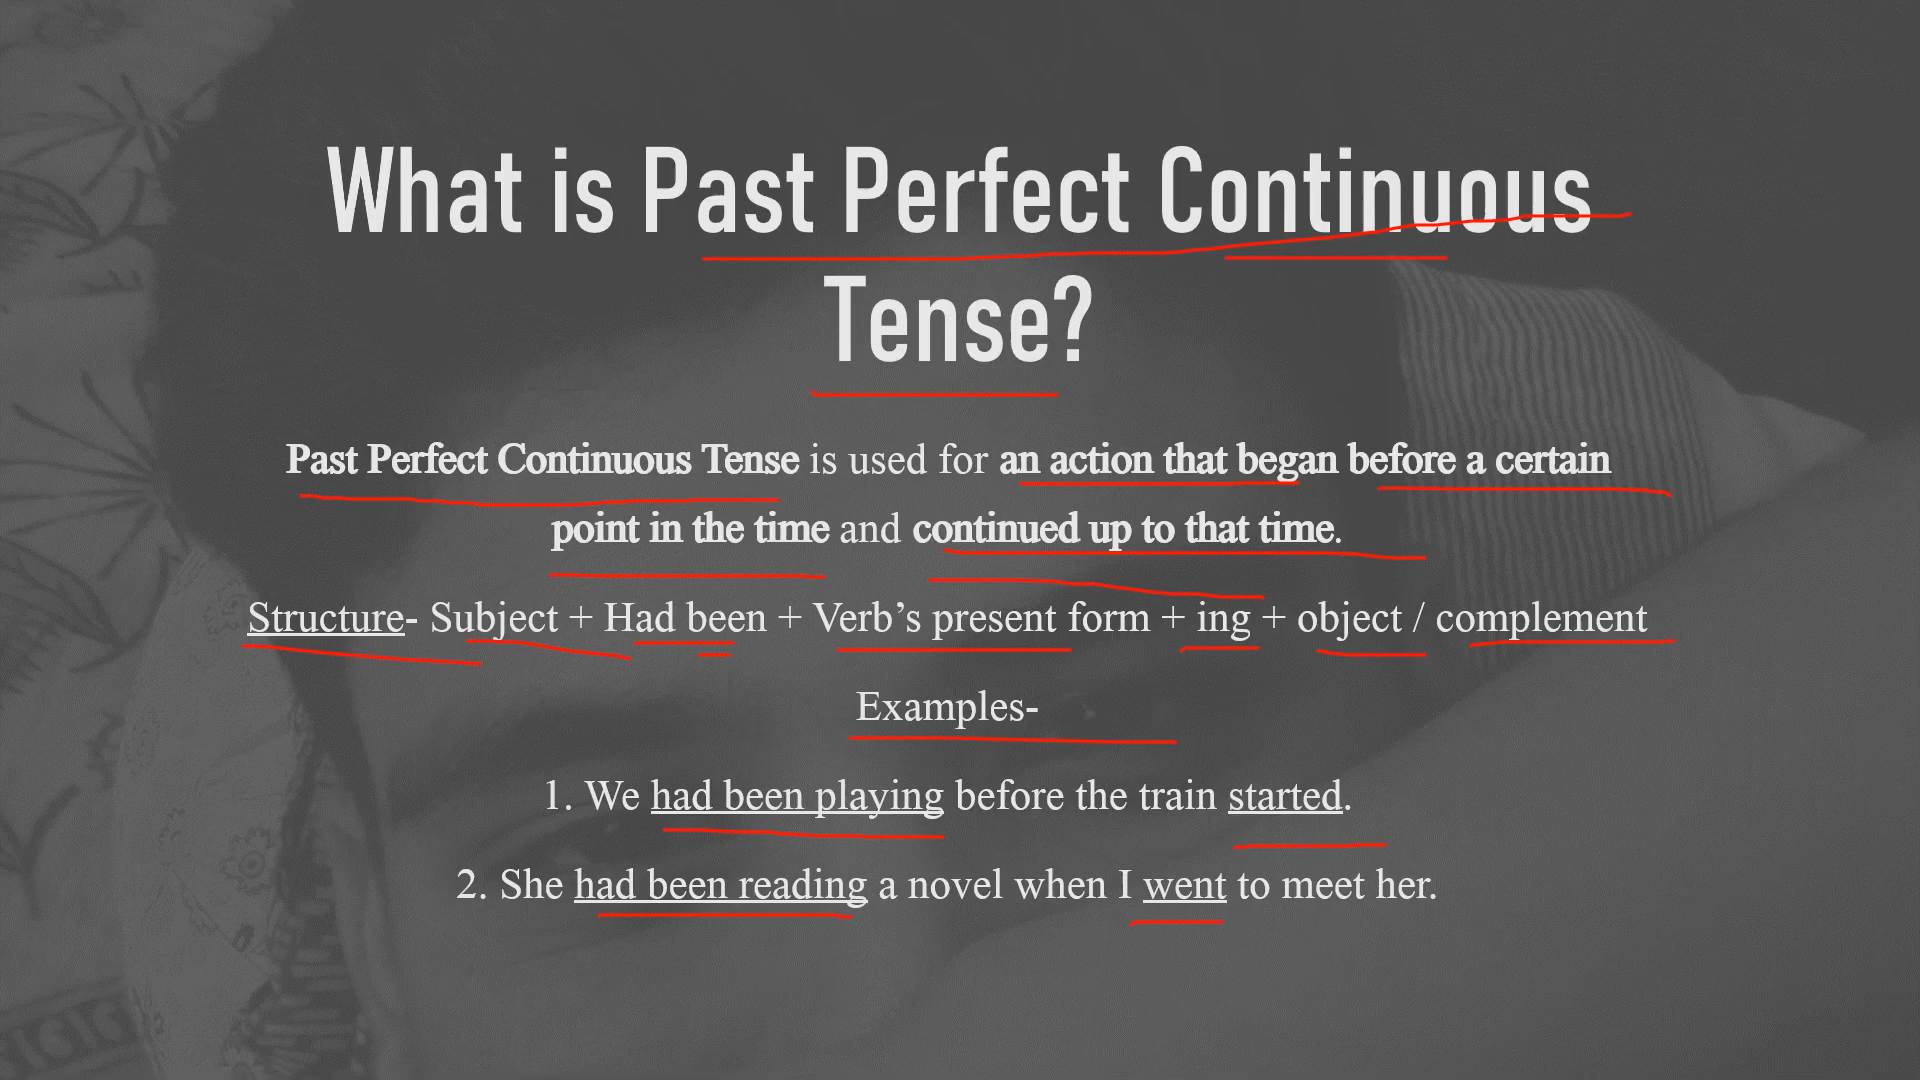 What is Past Perfect Continuous
Tense?
Past Perfect Continuous Tense is used for an action that began before a certain
point in the time and continued up to that time.
Structure- Subject + Had been + Verb’s present form + ing + object / complement
Examples-
1. We had been playing before the train started.
2. She had been reading a novel when I went to meet her.